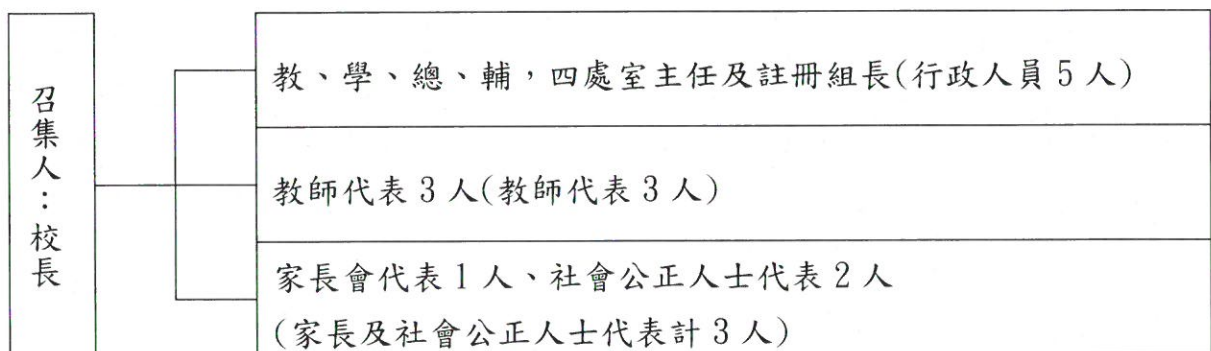 召集人：校長
教、學、總、輔，四處室主任及註冊組長(行政人員 5 人)
教師代表 3 人(教師代表 3 人)
家長會代表 1 人、社會公正人士代表 2 人
(家長及社會公正人士代表計 3 人)